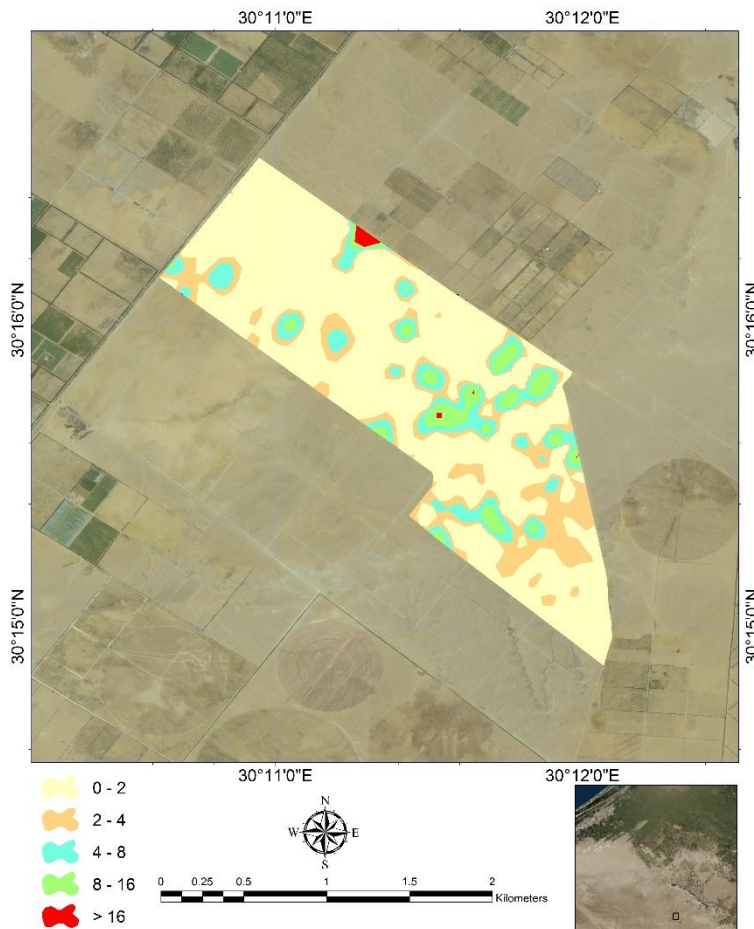 30°11'0"E 30°12'0"E
30°16'0"N 30°16'0"N
30°15'0"N 30°15'0"N
30°11'0"E 30°12'0"E
0 - 2
2 - 4
4 - 8
8 - 16
> 16
N
W E
S
0 0.25 0.5 1 1.5 2
Kilometers